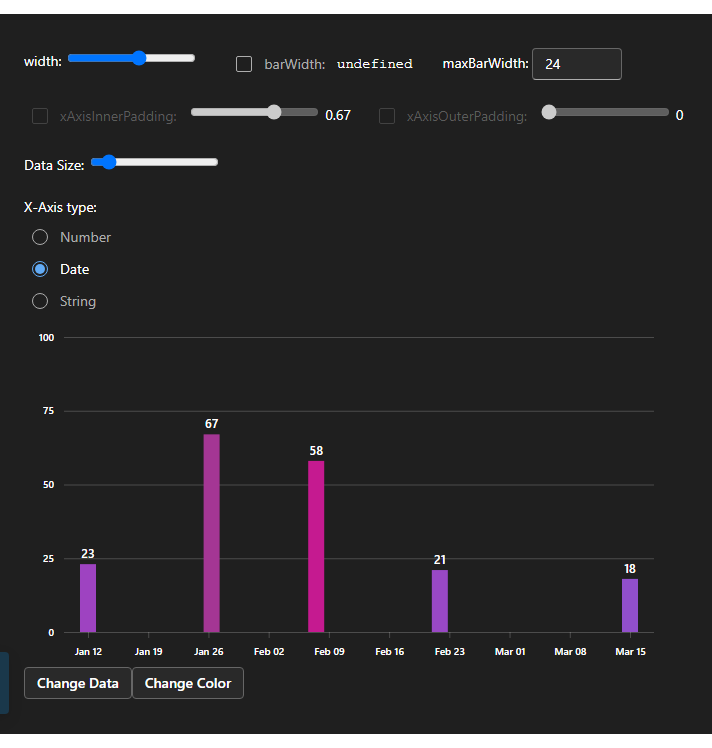 width: barWidth: undefined maxBarWidth: 24
xAxisInnerPadding: 0.67 xAxisOuterPadding: 0
Data Size:
X-Axis type:
Number
Date
String
100
75
67
58
50
25
23
21
18
0
Jan 12 Jan 19 Jan 26 Feb 02 Feb 09 Feb 16 Feb 23 Mar 01 Mar 08 Mar 15
Change Data Change Color